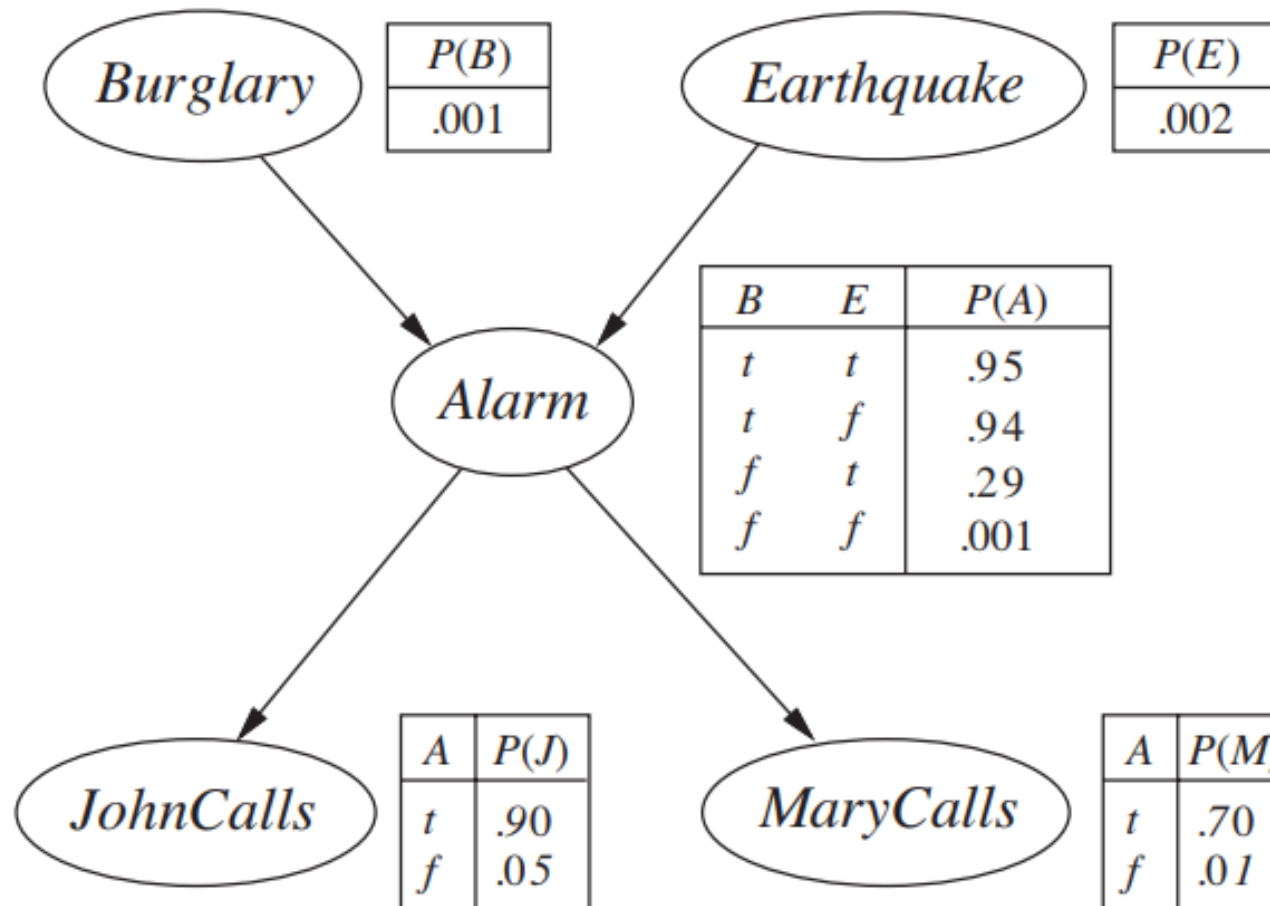 Burglary
P(B)
.001
Earthquake
P(E)
.002
B E P(A)
t t .95
t f .94
f t .29
f f .001
Alarm
JohnCalls
A P(J)
t .90
f .05
MaryCalls
A P(M
t .70
f .01